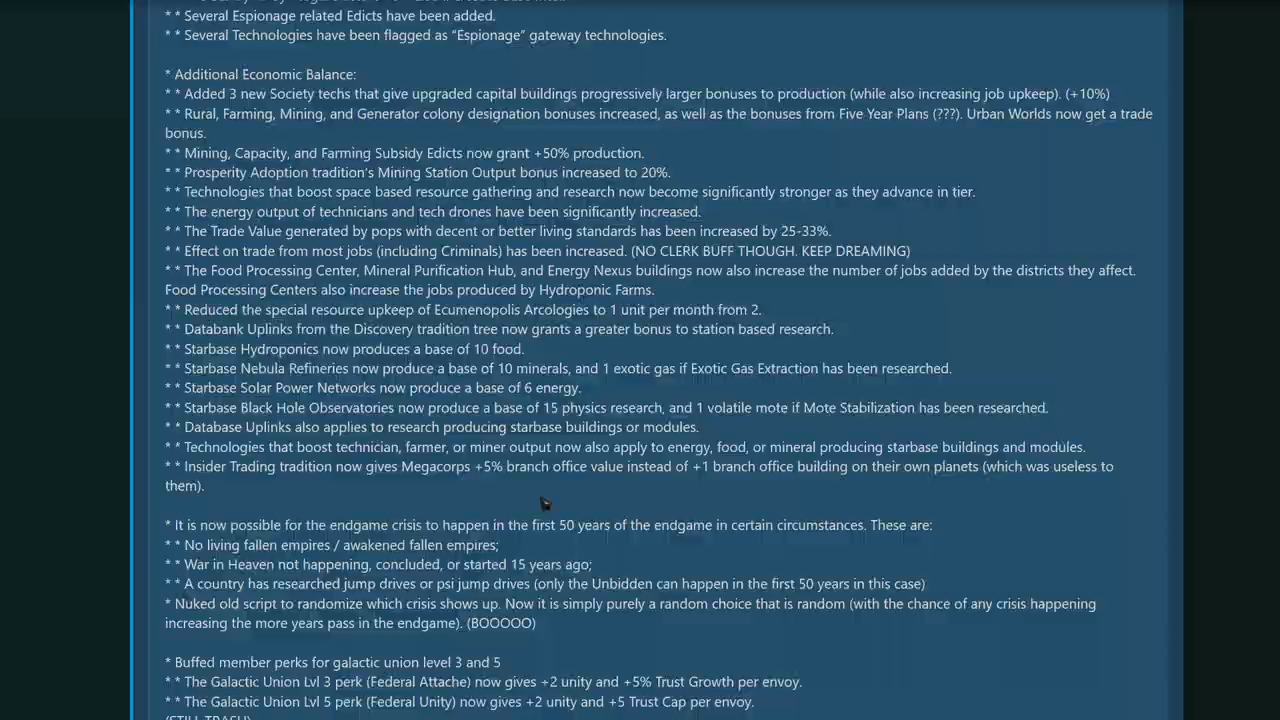 * * Several Espionage related Edicts have been added.
* * Several Technologies have been flagged as “Espionage” gateway technologies.
* Additional Economic Balance:
* * Added 3 new Society techs that give upgraded capital buildings progressively larger bonuses to production (while also increasing job upkeep). (+10%)
* * Rural, Farming, Mining, and Generator colony designation bonuses increased, as well as the bonuses from Five Year Plans (???). Urban Worlds now get a trade
bonus.
* * Mining, Capacity, and Farming Subsidy Edicts now grant +50% production.
* * Prosperity Adoption tradition's Mining Station Output bonus increased to 20%.
* * Technologies that boost space based resource gathering and research now become significantly stronger as they advance in tier.
* * The energy output of technicians and tech drones have been significantly increased.
* * The Trade Value generated by pops with decent or better living standards has been increased by 25-33%.
* * Effect on trade from most jobs (including Criminals) has been increased. (NO CLERK BUFF THOUGH. KEEP DREAMING)
* * The Food Processing Center, Mineral Purification Hub, and Energy Nexus buildings now also increase the number of jobs added by the districts they affect.
Food Processing Centers also increase the jobs produced by Hydroponic Farms.
* * Reduced the special resource upkeep of Ecumenopolis Arcologies to 1 unit per month from 2.
* * Databank Uplinks from the Discovery tradition tree now grants a greater bonus to station based research.
* * Starbase Hydroponics now produces a base of 10 food.
* * Starbase Nebula Refineries now produce a base of 10 minerals, and 1 exotic gas if Exotic Gas Extraction has been researched.
* * Starbase Solar Power Networks now produce a base of 6 energy.
* * Starbase Black Hole Observatories now produce a base of 15 physics research, and 1 volatile mote if Mote Stabilization has been researched.
* * Database Uplinks also applies to research producing starbase buildings or modules.
* * Technologies that boost technician, farmer, or miner output now also apply to energy, food, or mineral producing starbase buildings and modules.
* * Insider Trading tradition now gives Megacorps +5% branch office value instead of +1 branch office building on their own planets (which was useless to
them).
* It is now possible for the endgame crisis to happen in the first 50 years of the endgame in certain circumstances. These are:
* * No living fallen empires / awakened fallen empires;
* * War in Heaven not happening, concluded, or started 15 years ago;
* * A country has researched jump drives or psi jump drives (only the Unbidden can happen in the first 50 years in this case)
* Nuked old script to randomize which crisis shows up. Now it is simply purely a random choice that is random (with the chance of any crisis happening
increasing the more years pass in the endgame). (BOOOOO)
* Buffed member perks for galactic union level 3 and 5
* * The Galactic Union Lvl 3 perk (Federal Attache) now gives +2 unity and +5% Trust Growth per envoy.
* * The Galactic Union Lvl 5 perk (Federal Unity) now gives +2 unity and +5 Trust Cap per envoy.
(STILL TRASH)